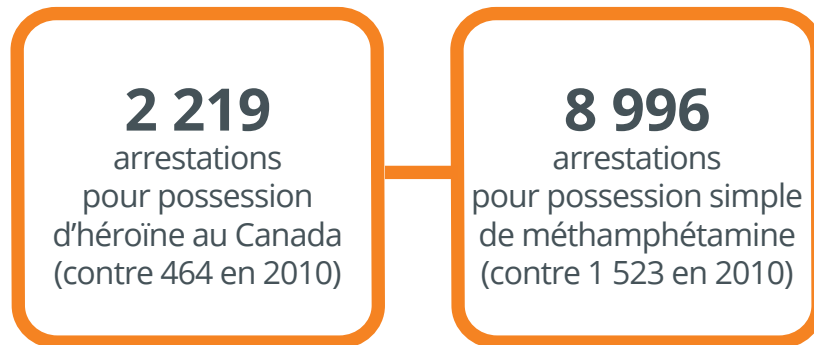 2 219
arrestations
pour possession
d’héroïne au Canada
(contre 464 en 2010)
8 996
arrestations
pour possession simple
de méthamphétamine
(contre 1 523 en 2010)